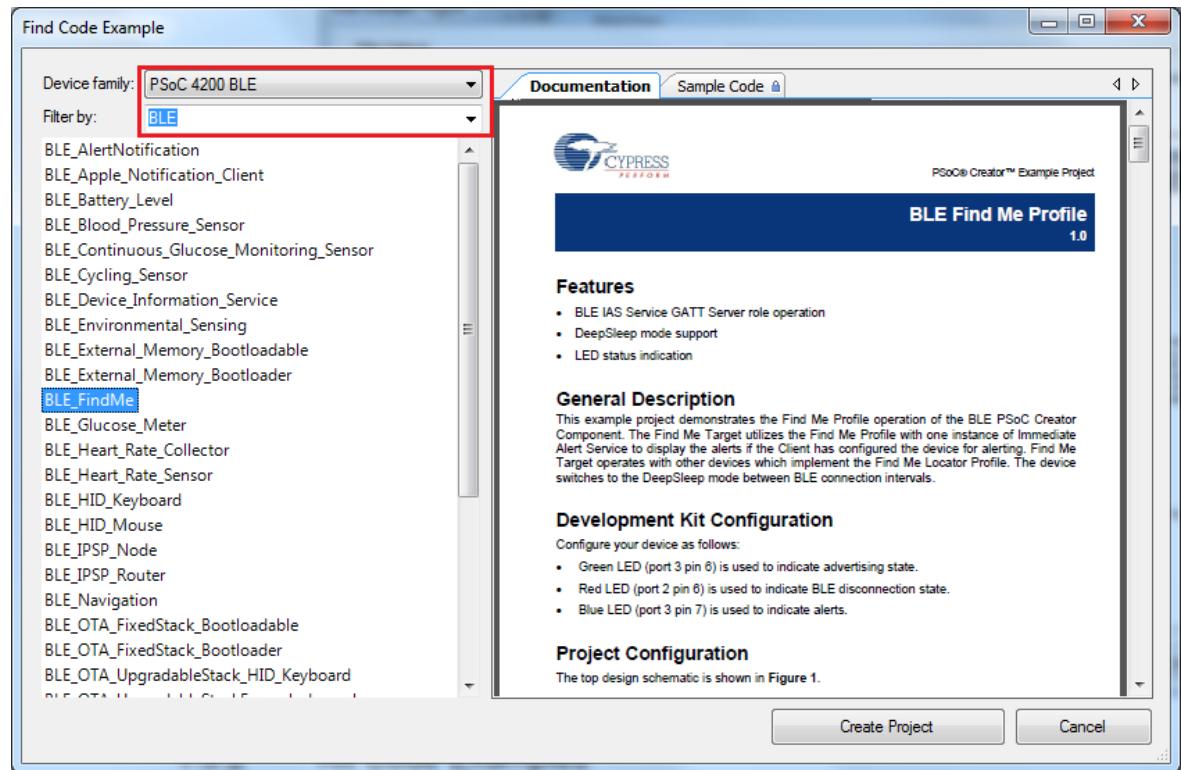 Find Code Example
Device family:
PSoC 4200 BLE
Filter by:
BLE
BLE_AlertNotification
BLE_Apple_Notification_Client
BLE_Battery_Level
BLE_Blood_Pressure_Sensor
BLE_Continuous_Glucose_Monitoring_Sensor
BLE_Cycling_Sensor
BLE_Device_Information_Service
BLE_Environmental_Sensing
BLE_External_Memory_Bootloadable
BLE_External_Memory_Bootloader
BLE_FindMe
BLE_Glucose_Meter
BLE_Heart_Rate_Collector
BLE_Heart_Rate_Sensor
BLE_HID_Keyboard
BLE_HID_Mouse
BLE_IPSP_Node
BLE_IPSP_Router
BLE_Navigation
BLE_OTA_FixedStack_Bootloadable
BLE_OTA_FixedStack_Bootloader
BLE_OTA_UpgradableStack_HID_Keyboard
Documentation
Sample Code
CYPRESS
PERFORM
PSoC® Creator™ Example Project
BLE Find Me Profile
1.0
Features
• BLE IAS Service GATT Server role operation
• DeepSleep mode support
• LED status indication
General Description
This example project demonstrates the Find Me Profile operation of the BLE PSoC Creator
Component. The Find Me Target utilizes the Find Me Profile with one instance of Immediate
Alert Service to display the alerts if the Client has configured the device for alerting. Find Me
Target operates with other devices which implement the Find Me Locator Profile. The device
switches to the DeepSleep mode between BLE connection intervals.
Development Kit Configuration
Configure your device as follows:
• Green LED (port 3 pin 6) is used to indicate advertising state.
• Red LED (port 2 pin 6) is used to indicate BLE disconnection state.
• Blue LED (port 3 pin 7) is used to indicate alerts.
Project Configuration
The top design schematic is shown in Figure 1.
Create Project
Cancel